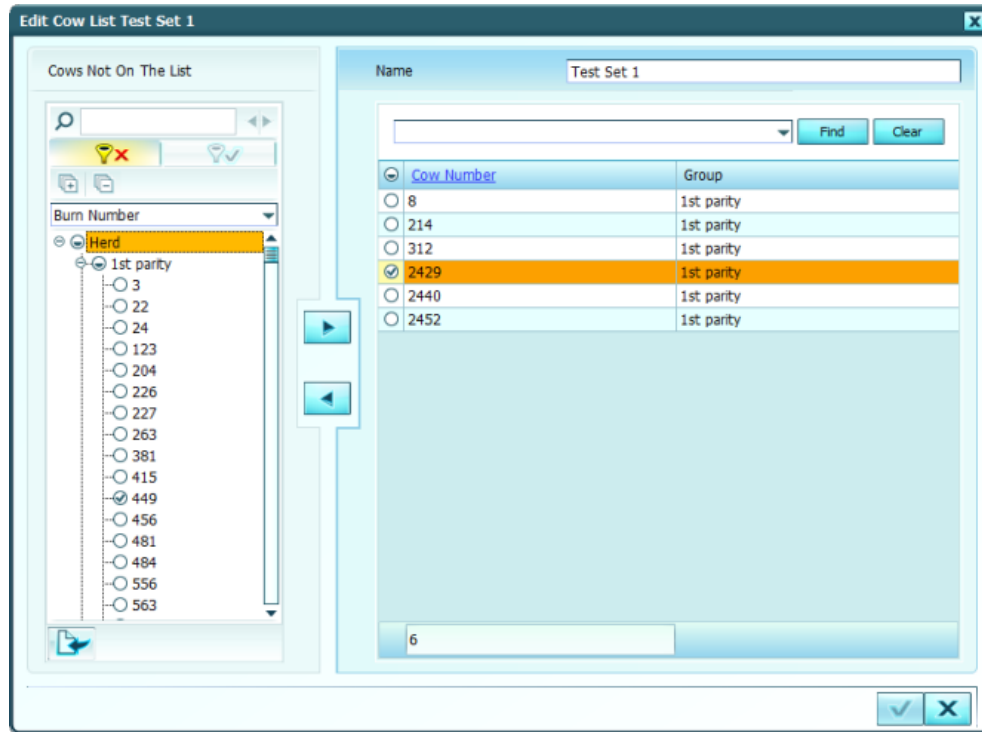 Edit Cow List Test Set 1
Cows Not On The List
Burn Number
Herd
1st parity
3
22
24
123
204
226
227
263
381
415
449
456
481
484
556
563
Name Test Set 1
Find Clear
Cow Number Group
8 1st parity
214 1st parity
312 1st parity
2429 1st parity
2440 1st parity
2452 1st parity
6